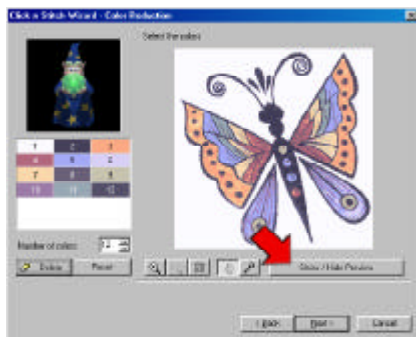 Click n Stitch Wizard - Color Reduction
Select the colors
1 2 3
4 5 6
7 8 9
10 11 12
Number of colors: 12
Reset
Show / Hide Preview
< Back Next > Cancel